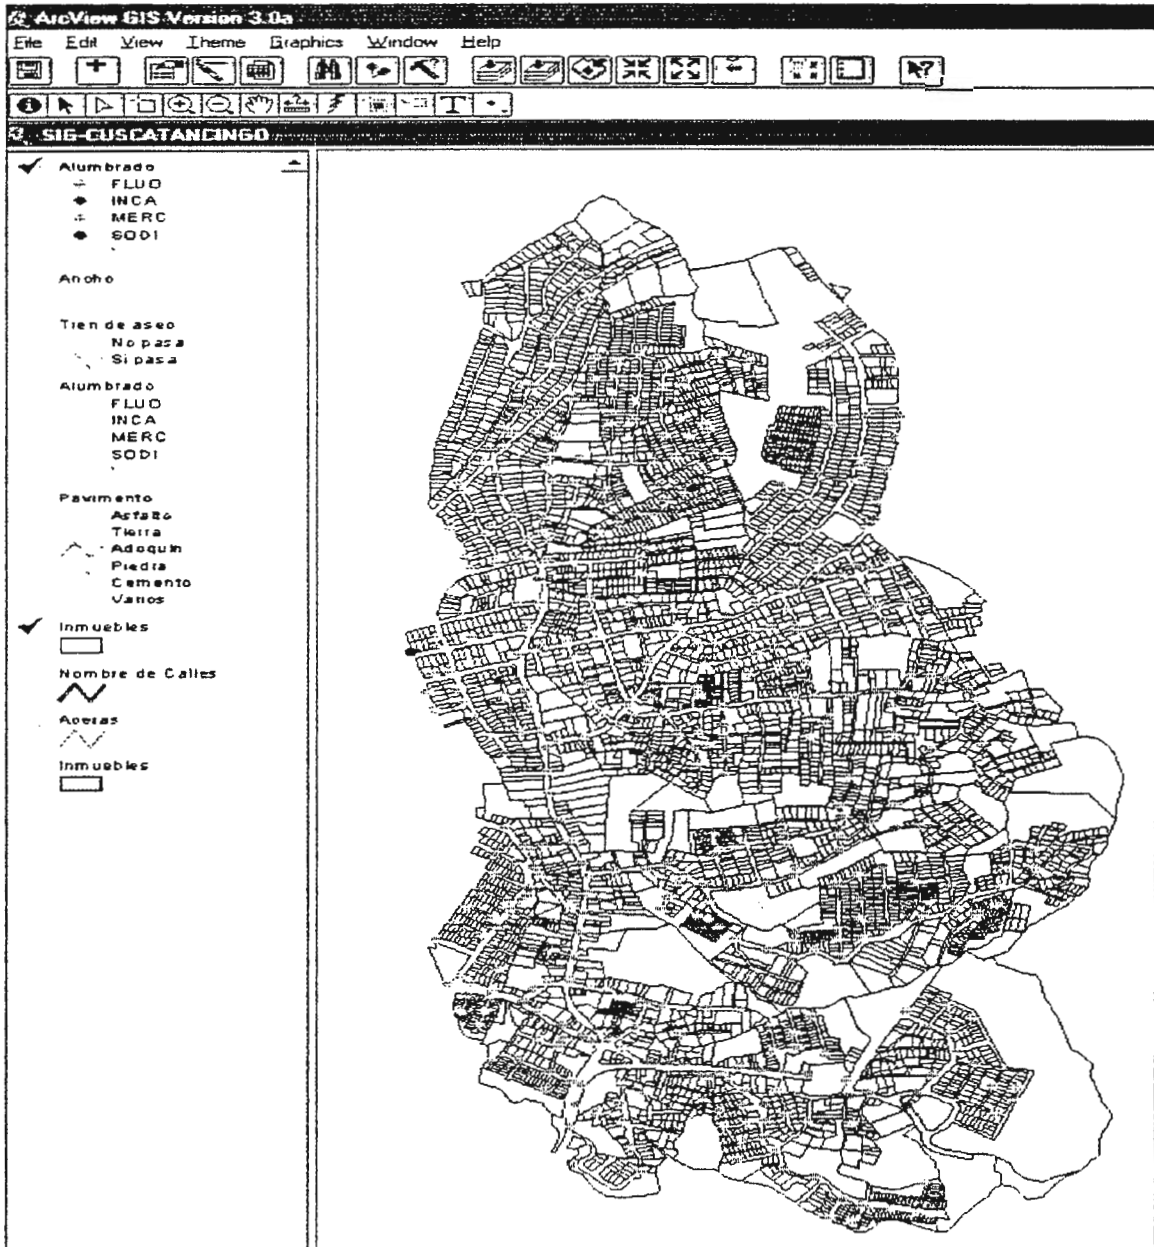 ArcView GIS Version 3.0a
File Edit View Theme Graphics Window Help
SIG-CUSCATANCINGO
Alumbrado
FLUO
INCA
MERC
SODI
Ancho
Tren de aseo
No pasa
Si pasa
Alumbrado
FLUO
INCA
MERC
SODI
Pavimento
Asfalto
Tierra
Adoquin
Piedra
Cemento
Varios
Inmuebles
Nombre de Calles
Aceras
Inmuebles